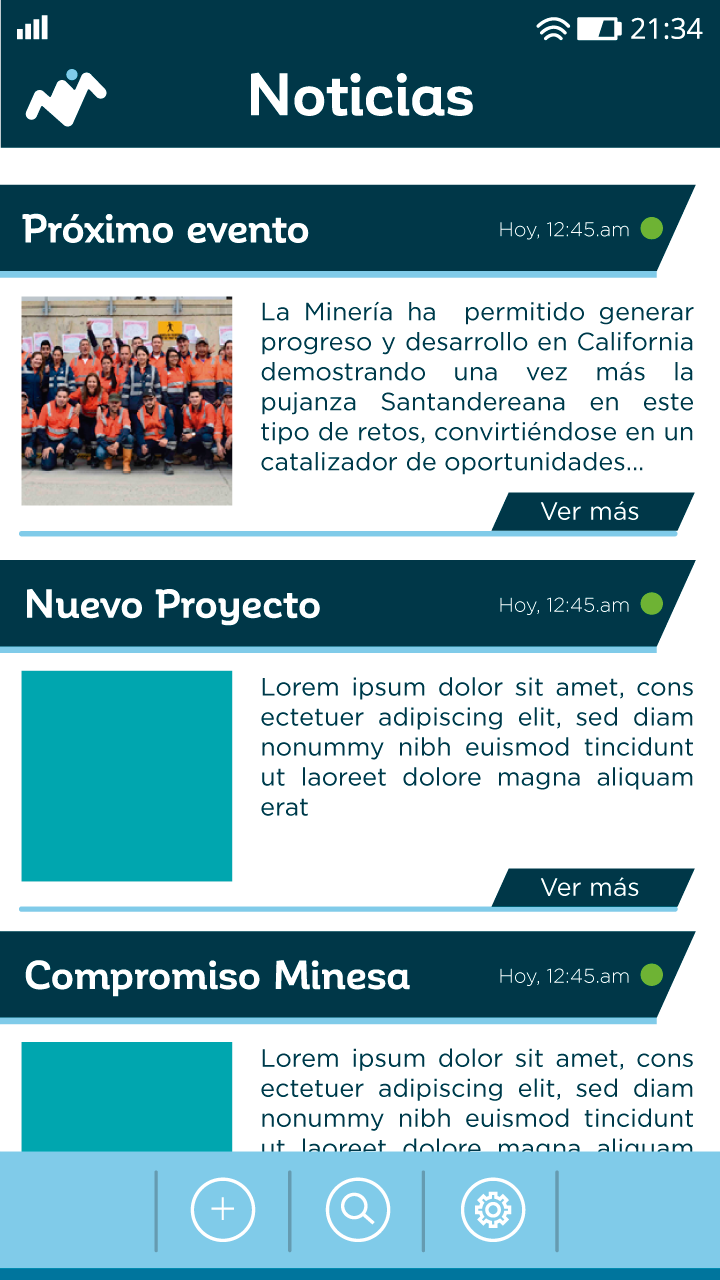 21:34
Noticias
Próximo evento
Hoy, 12:45.am
La Minería ha permitido generar
progreso y desarrollo en California
demostrando una vez más la
pujanza Santandereana en este
tipo de retos, convirtiéndose en un
catalizador de oportunidades...
Ver más
Nuevo Proyecto
Hoy, 12:45.am
Lorem ipsum dolor sit amet, cons
ectetuer adipiscing elit, sed diam
nonummy nibh euismod tincidunt
ut laoreet dolore magna aliquam
erat
Ver más
Compromiso Minesa
Hoy, 12:45.am
Lorem ipsum dolor sit amet, cons
ectetuer adipiscing elit, sed diam
nonummy nibh euismod tincidunt
ut laoreet dolore magna aliquam